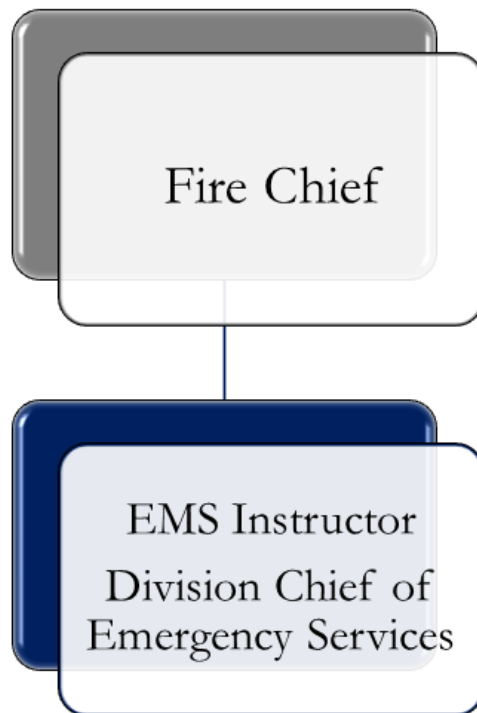 Fire Chief
EMS Instructor
Division Chief of
Emergency Services